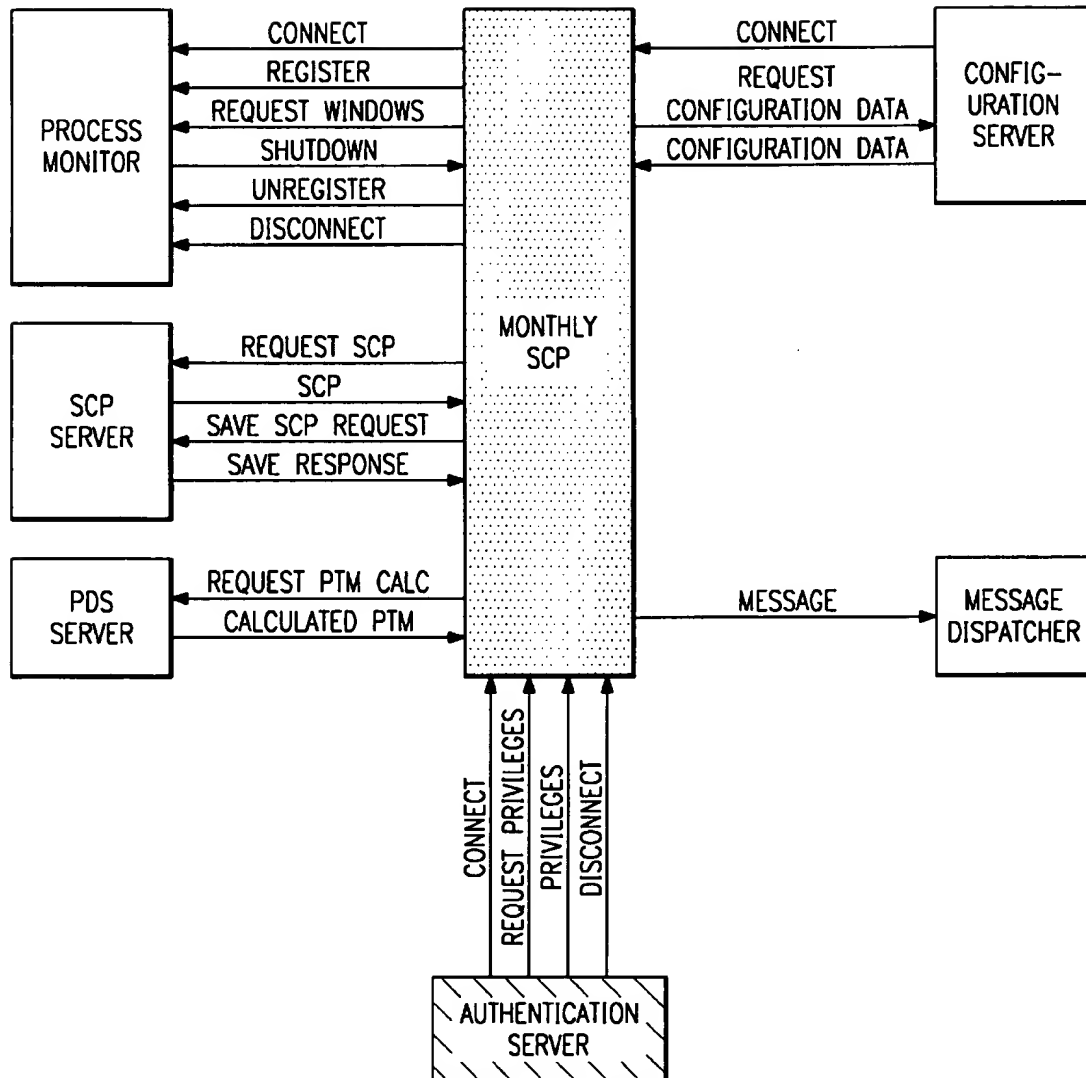 PROCESS
MONITOR
CONNECT
REGISTER
REQUEST WINDOWS
SHUTDOWN
UNREGISTER
DISCONNECT
MONTHLY
SCP
CONNECT
REQUEST
CONFIGURATION DATA
CONFIGURATION DATA
CONFIG-
URATION
SERVER
SCP
SERVER
REQUEST SCP
SCP
SAVE SCP REQUEST
SAVE RESPONSE
PDS
SERVER
REQUEST PTM CALC
CALCULATED PTM
MESSAGE
MESSAGE
DISPATCHER
CONNECT
REQUEST PRIVILEGES
PRIVILEGES
DISCONNECT
AUTHENTICATION
SERVER